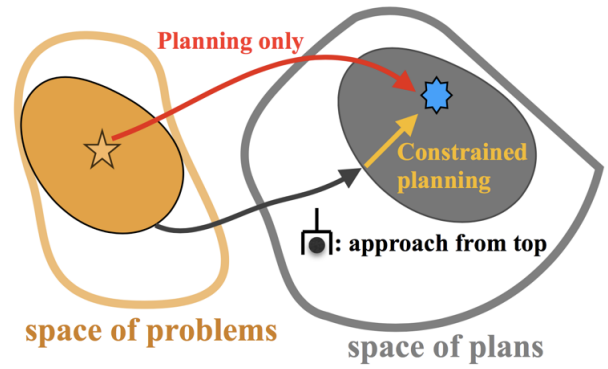 Planning only
Constrained
planning
: approach from top
space of problems
space of plans